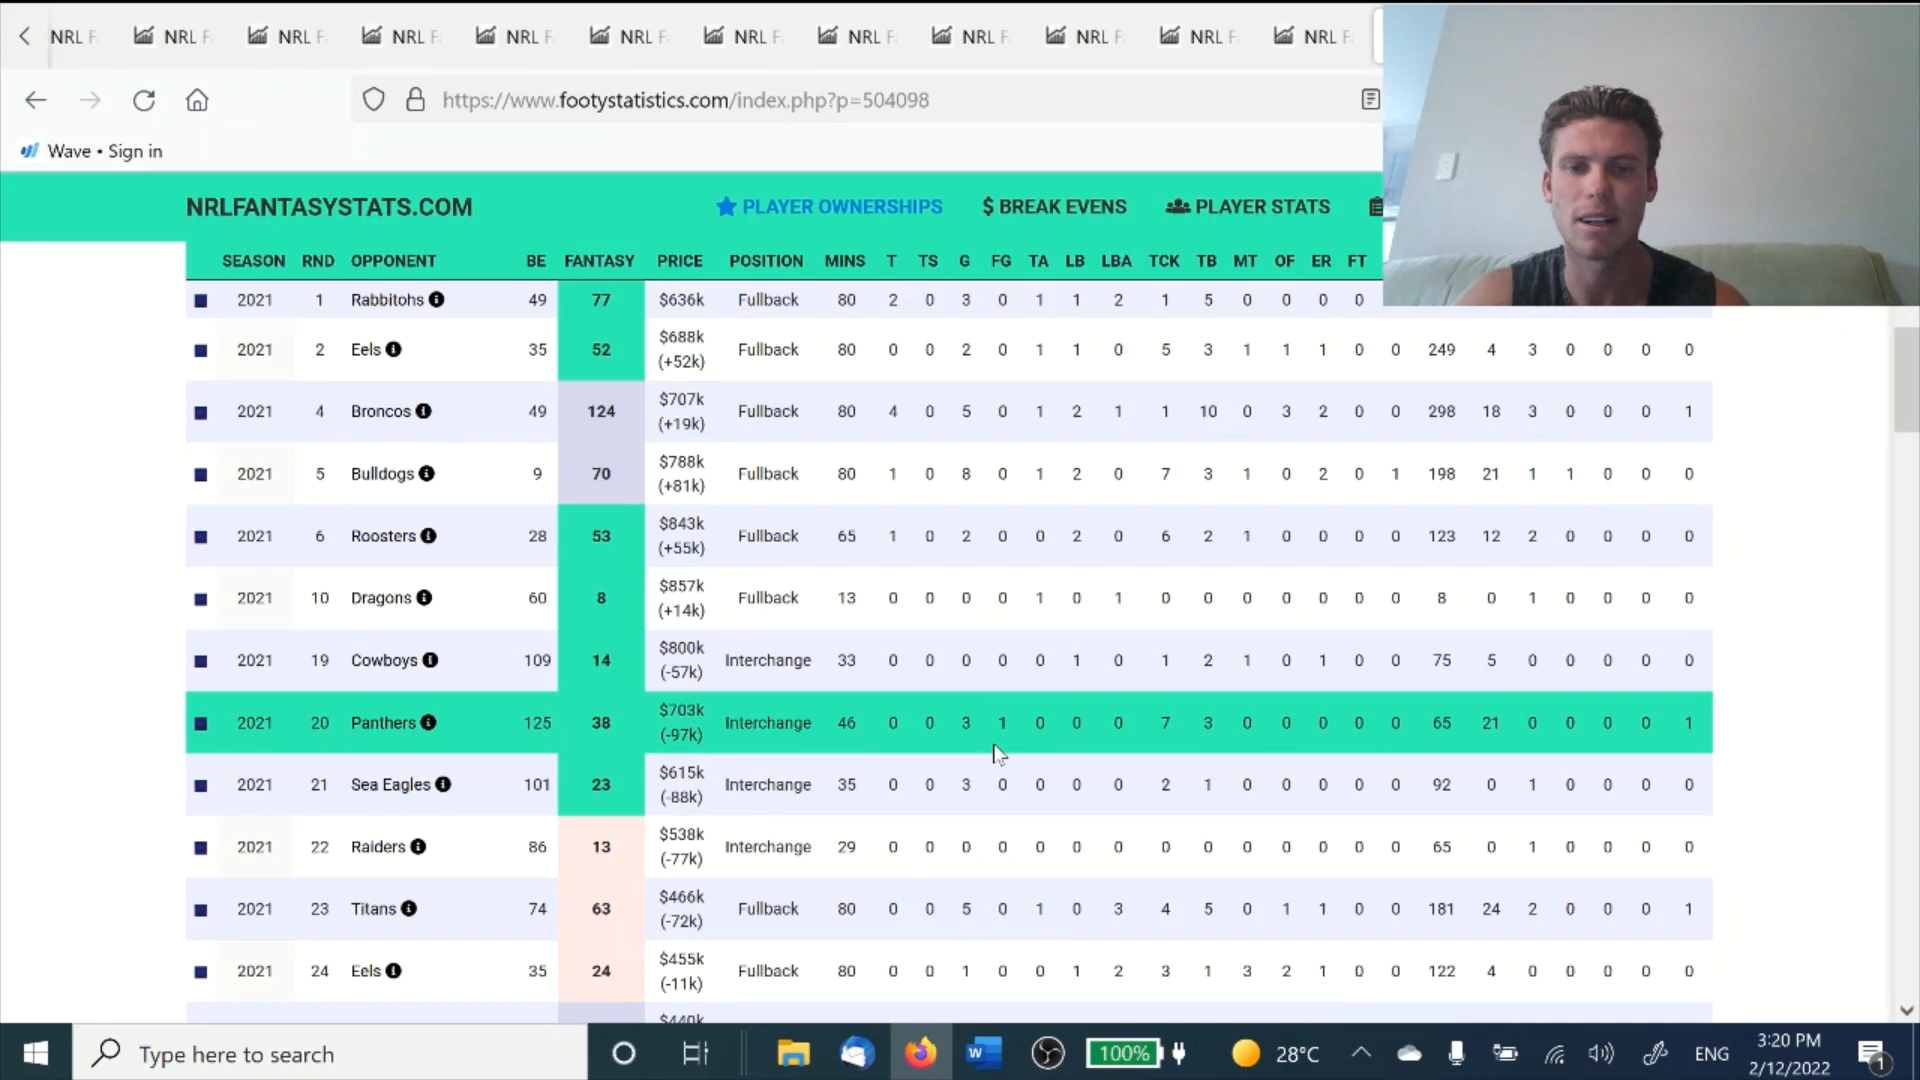 NRL F NRL F NRL F NRL F NRL F NRL F NRL F NRL F NRL F NRL F NRL F NRL F
https://www.footystatistics.com/index.php?p=504098
Wave • Sign in
NRLFANTASYSTATS.COM PLAYER OWNERSHIPS $ BREAK EVENS PLAYER STATS
SEASON RND OPPONENT BE FANTASY PRICE POSITION MINS T TS G FG TA LB LBA TCK TB MT OF ER FT
2021 1 Rabbitohs 49 77 $636k Fullback 80 2 0 3 0 1 1 2 1 5 0 0 0 0
2021 2 Eels 35 52 $688k (+52k) Fullback 80 0 0 2 0 1 1 0 5 3 1 1 1 0 0 249 4 3 0 0 0 0
2021 4 Broncos 49 124 $707k (+19k) Fullback 80 4 0 5 0 1 2 1 1 10 0 3 2 0 0 298 18 3 0 0 0 1
2021 5 Bulldogs 9 70 $788k (+81k) Fullback 80 1 0 8 0 1 2 0 7 3 1 0 2 0 1 198 21 1 1 0 0 0
2021 6 Roosters 28 53 $843k (+55k) Fullback 65 1 0 2 0 0 2 0 6 2 1 0 0 0 0 123 12 2 0 0 0 0
2021 10 Dragons 60 8 $857k (+14k) Fullback 13 0 0 0 0 1 0 1 0 0 0 0 0 0 0 8 0 1 0 0 0 0
2021 19 Cowboys 109 14 $800k (-57k) Interchange 33 0 0 0 0 0 1 0 1 2 1 0 1 0 0 75 5 0 0 0 0 0
2021 20 Panthers 125 38 $703k (-97k) Interchange 46 0 0 3 1 0 0 0 7 3 0 0 0 0 0 65 21 0 0 0 0 1
2021 21 Sea Eagles 101 23 $615k (-88k) Interchange 35 0 0 3 0 0 0 0 2 1 0 0 0 0 0 92 0 1 0 0 0 0
2021 22 Raiders 86 13 $538k (-77k) Interchange 29 0 0 0 0 0 0 0 0 0 0 0 0 0 0 65 0 1 0 0 0 0
2021 23 Titans 74 63 $466k (-72k) Fullback 80 0 0 5 0 1 0 3 4 5 0 1 1 0 0 181 24 2 0 0 0 1
2021 24 Eels 35 24 $455k (-11k) Fullback 80 0 0 1 0 0 1 2 3 1 3 2 1 0 0 122 4 0 0 0 0 0
$440k
Type here to search 100% 28°C ENG 3:20 PM
2/12/2022 1